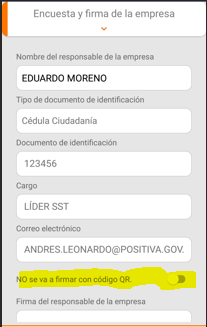 Encuesta y firma de la empresa
Nombre del responsable de la empresa
EDUARDO MORENO
Tipo de documento de identificación
Cédula Ciudadanía
Documento de identificación
123456
Cargo
LÍDER SST
Correo electrónico
ANDRES.LEONARDO@POSITIVA.GOV.
NO se va a firmar con código QR.
Firma del responsable de la empresa